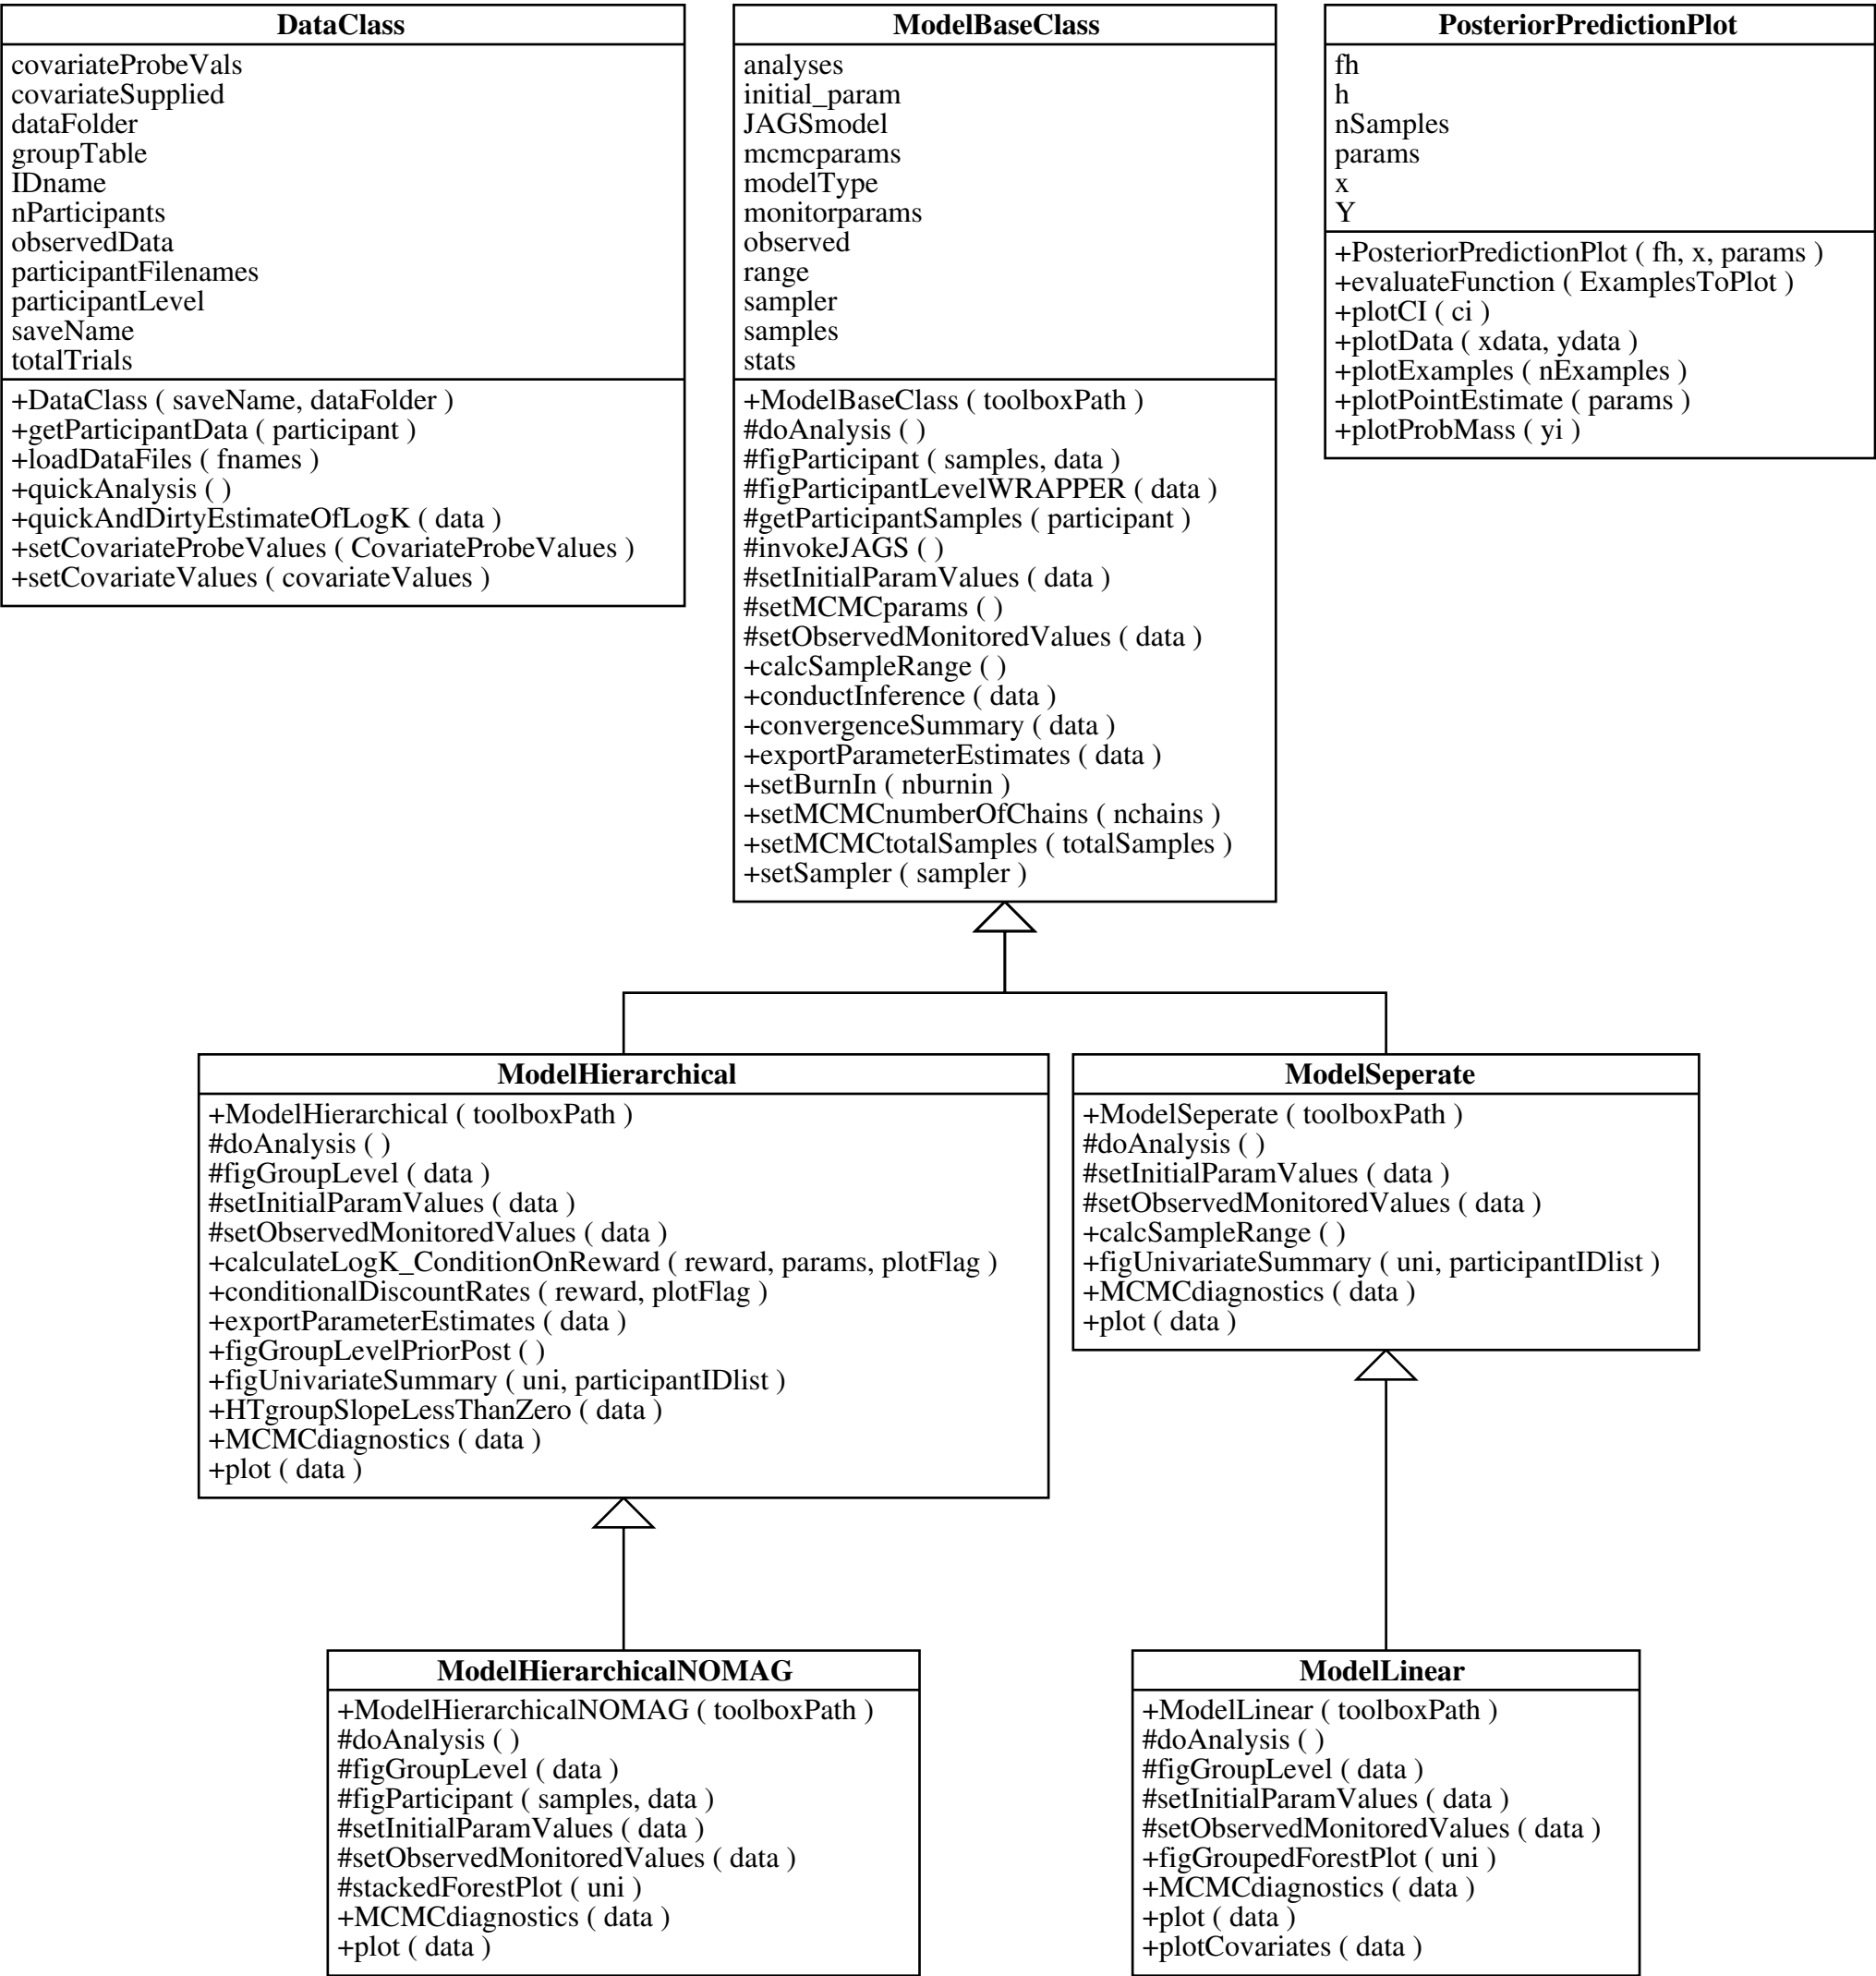 DataClass
covariateProbeVals
covariateSupplied
dataFolder
groupTable
IDname
nParticipants
observedData
participantFilenames
participantLevel
saveName
totalTrials
+DataClass ( saveName, dataFolder )
+getParticipantData ( participant )
+loadDataFiles ( fnames )
+quickAnalysis ( )
+quickAndDirtyEstimateOfLogK ( data )
+setCovariateProbeValues ( CovariateProbeValues )
+setCovariateValues ( covariateValues )
ModelBaseClass
analyses
initial_param
JAGSmodel
mcmcparams
modelType
monitorparams
observed
range
sampler
samples
stats
+ModelBaseClass ( toolboxPath )
#doAnalysis ( )
#figParticipant ( samples, data )
#figParticipantLevelWRAPPER ( data )
#getParticipantSamples ( participant )
#invokeJAGS ( )
#setInitialParamValues ( data )
#setMCMCparams ( )
#setObservedMonitoredValues ( data )
+calcSampleRange ( )
+conductInference ( data )
+convergenceSummary ( data )
+exportParameterEstimates ( data )
+setBurnIn ( nburnin )
+setMCMCnumberOfChains ( nchains )
+setMCMCtotalSamples ( totalSamples )
+setSampler ( sampler )
PosteriorPredictionPlot
fh
h
nSamples
params
x
Y
+PosteriorPredictionPlot ( fh, x, params )
+evaluateFunction ( ExamplesToPlot )
+plotCI ( ci )
+plotData ( xdata, ydata )
+plotExamples ( nExamples )
+plotPointEstimate ( params )
+plotProbMass ( yi )
ModelHierarchical
+ModelHierarchical ( toolboxPath )
#doAnalysis ( )
#figGroupLevel ( data )
#setInitialParamValues ( data )
#setObservedMonitoredValues ( data )
+calculateLogK_ConditionOnReward ( reward, params, plotFlag )
+conditionalDiscountRates ( reward, plotFlag )
+exportParameterEstimates ( data )
+figGroupLevelPriorPost ( )
+figUnivariateSummary ( uni, participantIDlist )
+HTgroupSlopeLessThanZero ( data )
+MCMCdiagnostics ( data )
+plot ( data )
ModelSeperate
+ModelSeperate ( toolboxPath )
#doAnalysis ( )
#setInitialParamValues ( data )
#setObservedMonitoredValues ( data )
+calcSampleRange ( )
+figUnivariateSummary ( uni, participantIDlist )
+MCMCdiagnostics ( data )
+plot ( data )
ModelHierarchicalNOMAG
+ModelHierarchicalNOMAG ( toolboxPath )
#doAnalysis ( )
#figGroupLevel ( data )
#figParticipant ( samples, data )
#setInitialParamValues ( data )
#setObservedMonitoredValues ( data )
#stackedForestPlot ( uni )
+MCMCdiagnostics ( data )
+plot ( data )
ModelLinear
+ModelLinear ( toolboxPath )
#doAnalysis ( )
#figGroupLevel ( data )
#setInitialParamValues ( data )
#setObservedMonitoredValues ( data )
+figGroupedForestPlot ( uni )
+MCMCdiagnostics ( data )
+plot ( data )
+plotCovariates ( data )